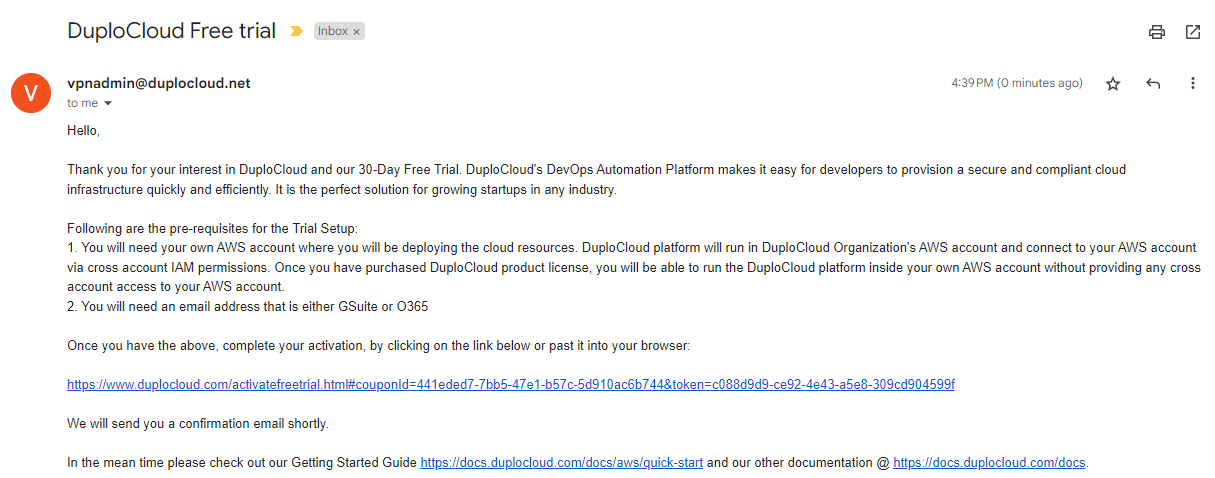 DuploCloud Free trial Inbox ×
V
vpnadmin@duplocloud.net 4:39 PM (0 minutes ago)
to me
Hello,
Thank you for your interest in DuploCloud and our 30-Day Free Trial. DuploCloud's DevOps Automation Platform makes it easy for developers to provision a secure and compliant cloud
infrastructure quickly and efficiently. It is the perfect solution for growing startups in any industry.
Following are the pre-requisites for the Trial Setup:
1. You will need your own AWS account where you will be deploying the cloud resources. DuploCloud platform will run in DuploCloud Organization's AWS account and connect to your AWS account
via cross account IAM permissions. Once you have purchased DuploCloud product license, you will be able to run the DuploCloud platform inside your own AWS account without providing any cross
account access to your AWS account.
2. You will need an email address that is either GSuite or O365
Once you have the above, complete your activation, by clicking on the link below or past it into your browser:
https://www.duplocloud.com/activatefreetrial.html#couponId=441eded7-7bb5-47e1-b57c-5d910ac6b744&token=c088d9d9-ce92-4e43-a5e8-309cd904599f
We will send you a confirmation email shortly.
In the mean time please check out our Getting Started Guide https://docs.duplocloud.com/docs/aws/quick-start and our other documentation @ https://docs.duplocloud.com/docs.